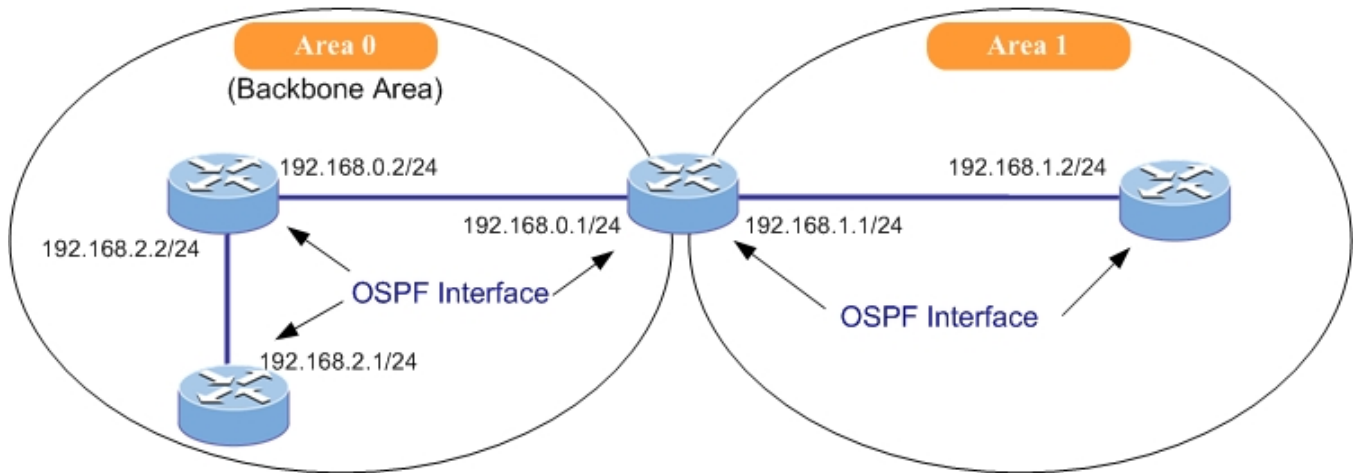 Area 0
(Backbone Area)
Area 1
192.168.0.2/24
192.168.1.2/24
192.168.2.2/24
192.168.0.1/24
192.168.1.1/24
OSPF Interface
OSPF Interface
192.168.2.1/24